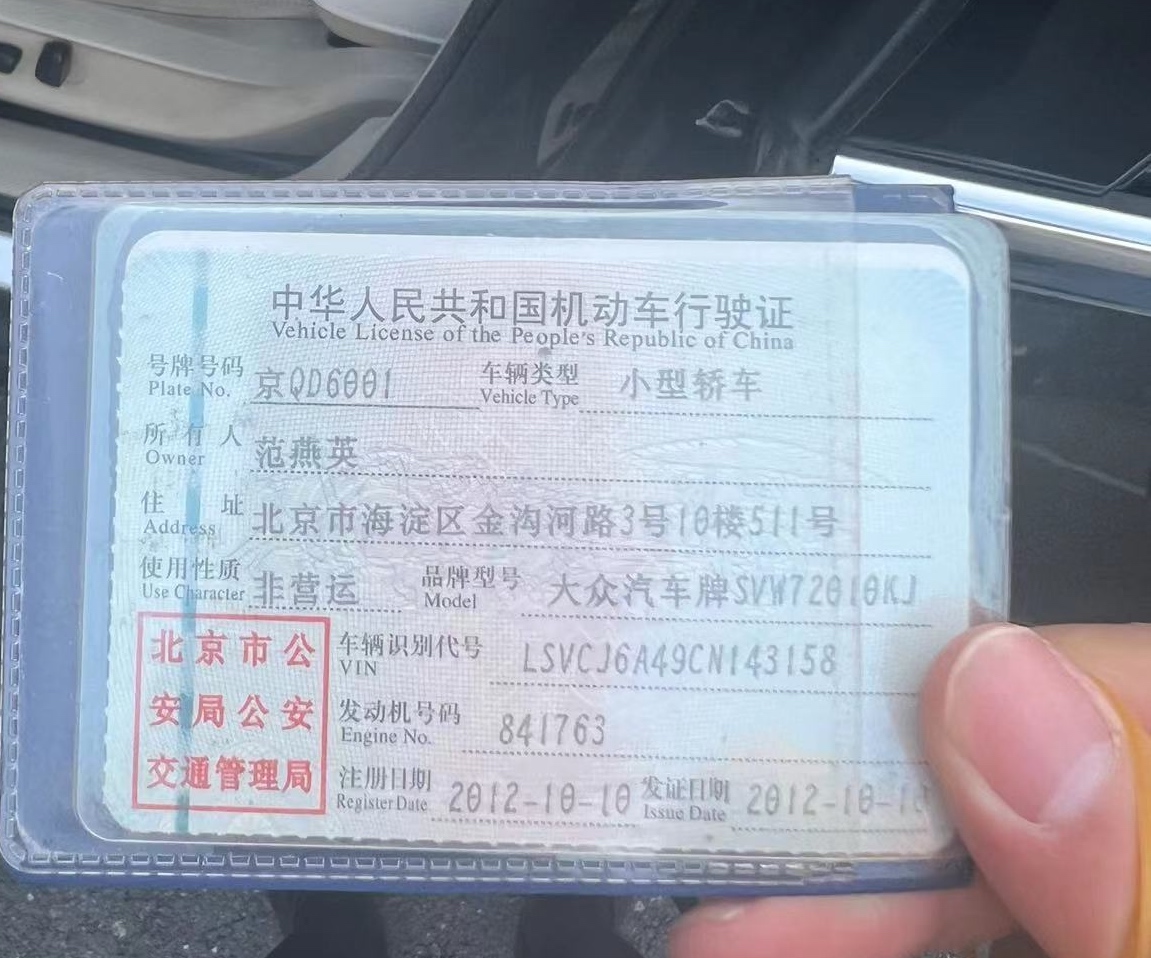 中华人民共和国机动车行驶证
Vehicle License of the People's Republic of China
号牌号码 京QD6001 车辆类型 小型轿车
Plate No. Vehicle Type
所有人 范燕英
Owner
住址 北京市海淀区金沟河路3号10楼511号
Address
使用性质 非营运 品牌型号 大众汽车牌SVW72010KJ
Use Character Model
北京市公安局公安交通管理局
车辆识别代号 LSVCJ6A49CN143158
VIN
发动机号码 841763
Engine No.
注册日期 2012-10-10 发证日期 2012-10-10
Register Date Issue Date